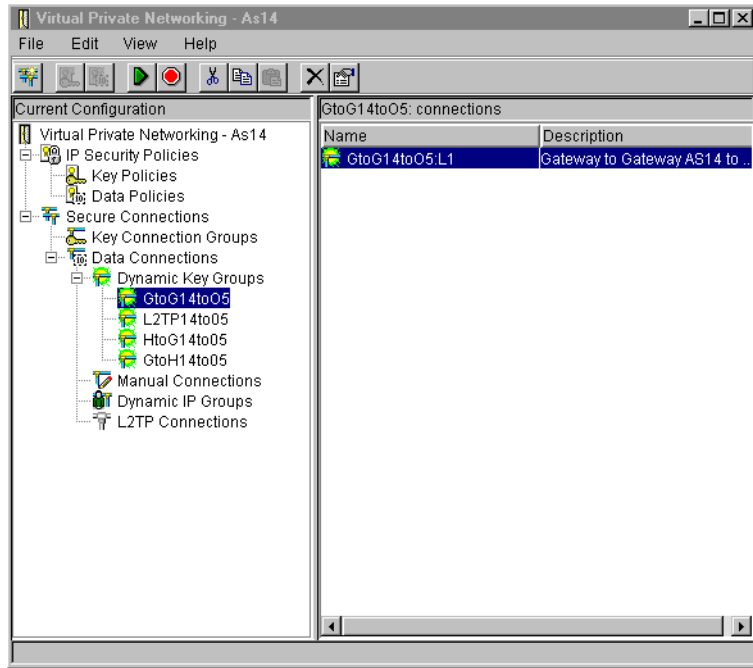 Virtual Private Networking - As14
File Edit View Help
Current Configuration
Virtual Private Networking - As14
IP Security Policies
Key Policies
Data Policies
Secure Connections
Key Connection Groups
Data Connections
Dynamic Key Groups
GtoG14toO5
L2TP14to05
HtoG14to05
GtoH14to05
Manual Connections
Dynamic IP Groups
L2TP Connections
GtoG14toO5: connections
Name Description
GtoG14toO5:L1 Gateway to Gateway AS14 to ..